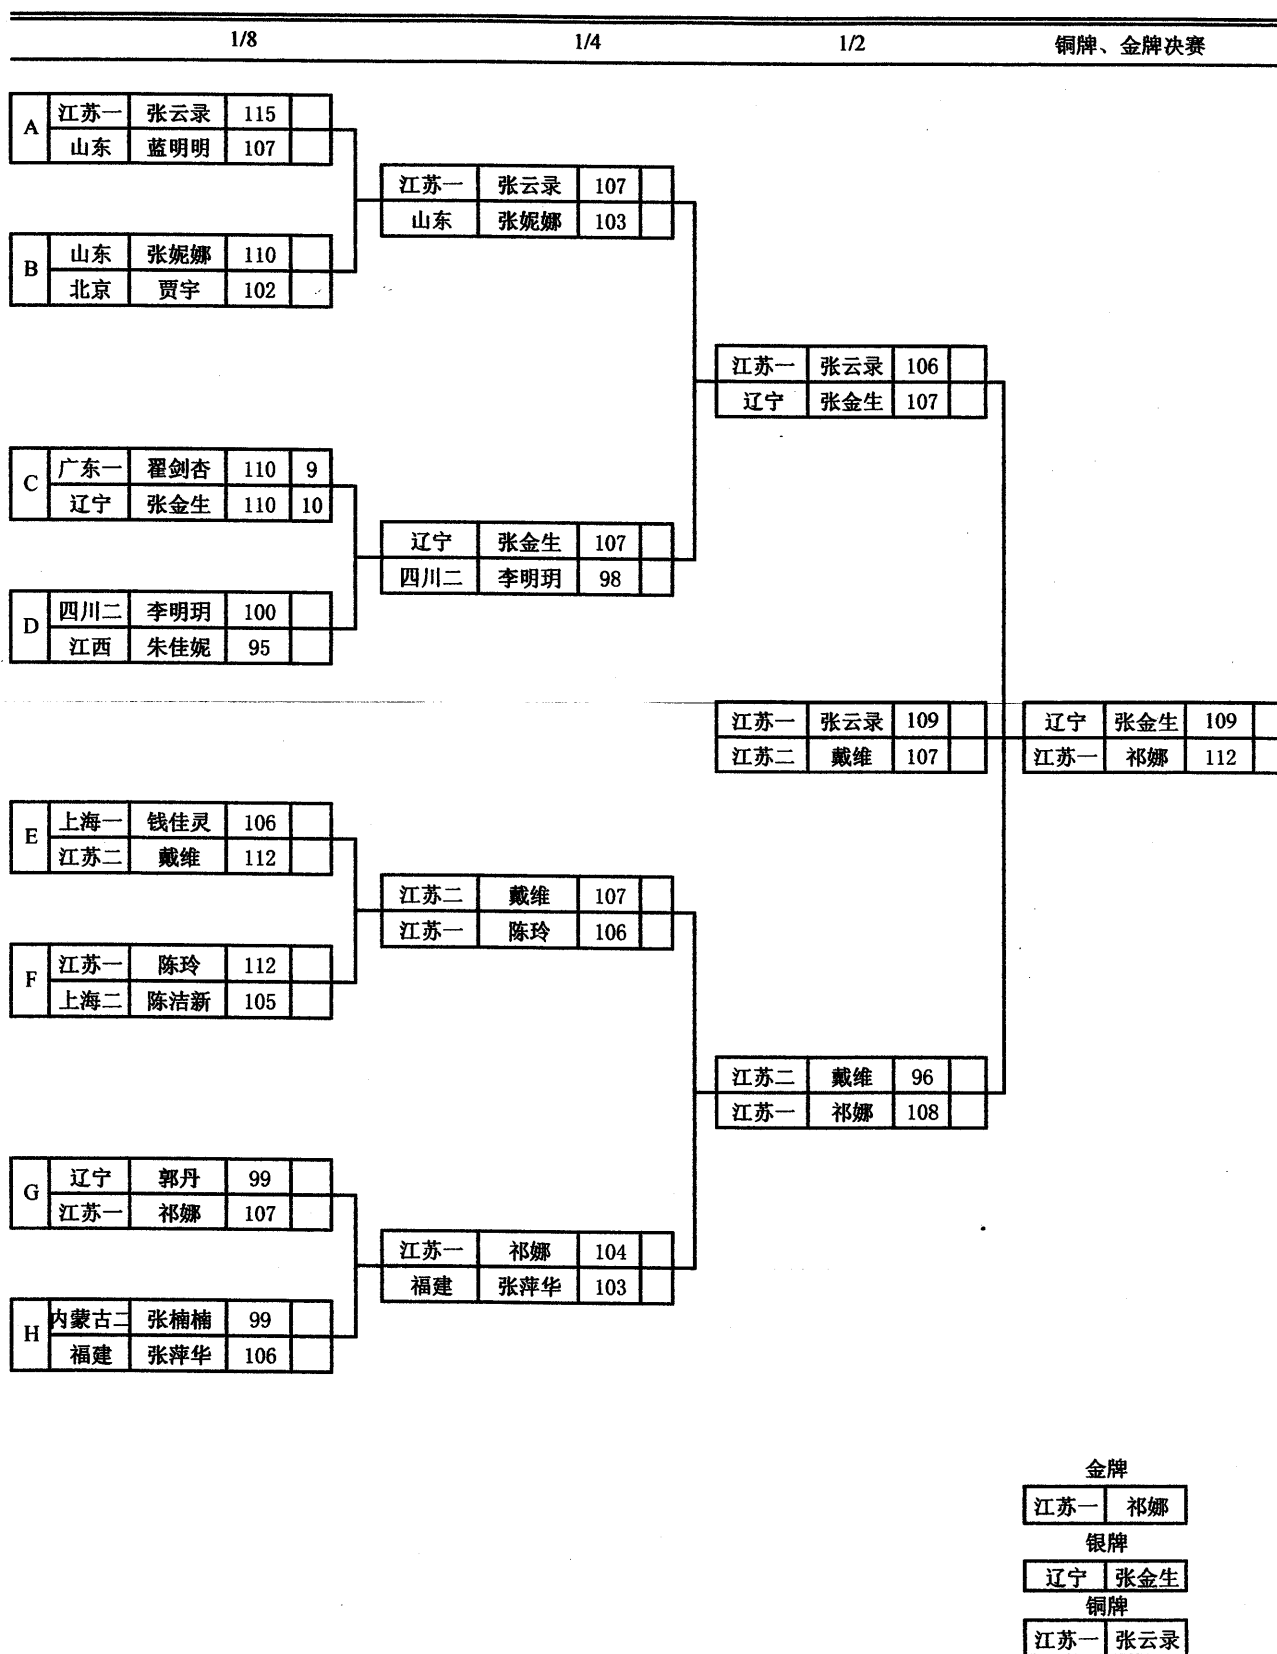 1/8 1/4 1/2 铜牌、金牌决赛
A 江苏一 张云录 115
山东 蓝明明 107
江苏一 张云录 107
山东 张妮娜 103
B 山东 张妮娜 110
北京 贾宇 102
江苏一 张云录 106
辽宁 张金生 107
C 广东一 翟剑杏 110 9
辽宁 张金生 110 10
辽宁 张金生 107
四川二 李明玥 98
D 四川二 李明玥 100
江西 朱佳妮 95
江苏一 张云录 109 辽宁 张金生 109
江苏二 戴维 107 江苏一 祁娜 112
E 上海一 钱佳灵 106
江苏二 戴维 112
江苏二 戴维 107
江苏一 陈玲 106
F 江苏一 陈玲 112
上海二 陈洁新 105
江苏二 戴维 96
江苏一 祁娜 108
G 辽宁 郭丹 99
江苏一 祁娜 107
江苏一 祁娜 104
福建 张萍华 103
H 内蒙古二 张楠楠 99
福建 张萍华 106
金牌
江苏一 祁娜
银牌
辽宁 张金生
铜牌
江苏一 张云录